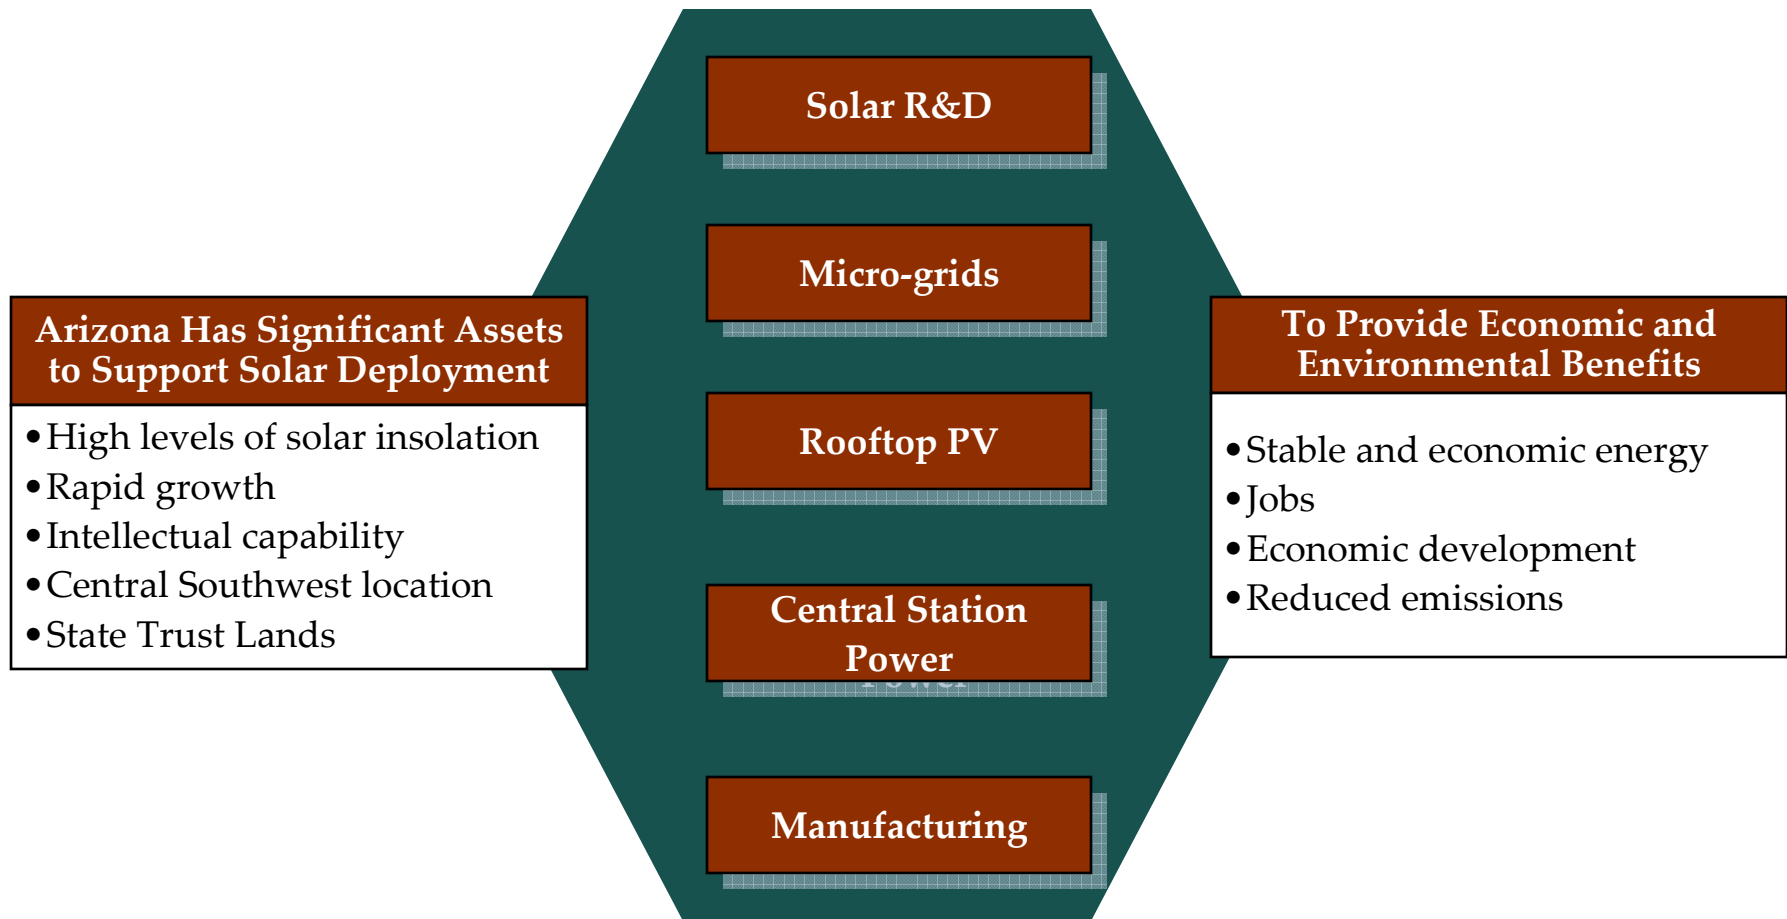 Solar R&D
Micro-grids
Arizona Has Significant Assets
to Support Solar Deployment
•High levels of solar insolation
•Rapid growth
•Intellectual capability
•Central Southwest location
•State Trust Lands
Rooftop PV
Central Station
Power
Manufacturing
To Provide Economic and
Environmental Benefits
•Stable and economic energy
•Jobs
•Economic development
•Reduced emissions